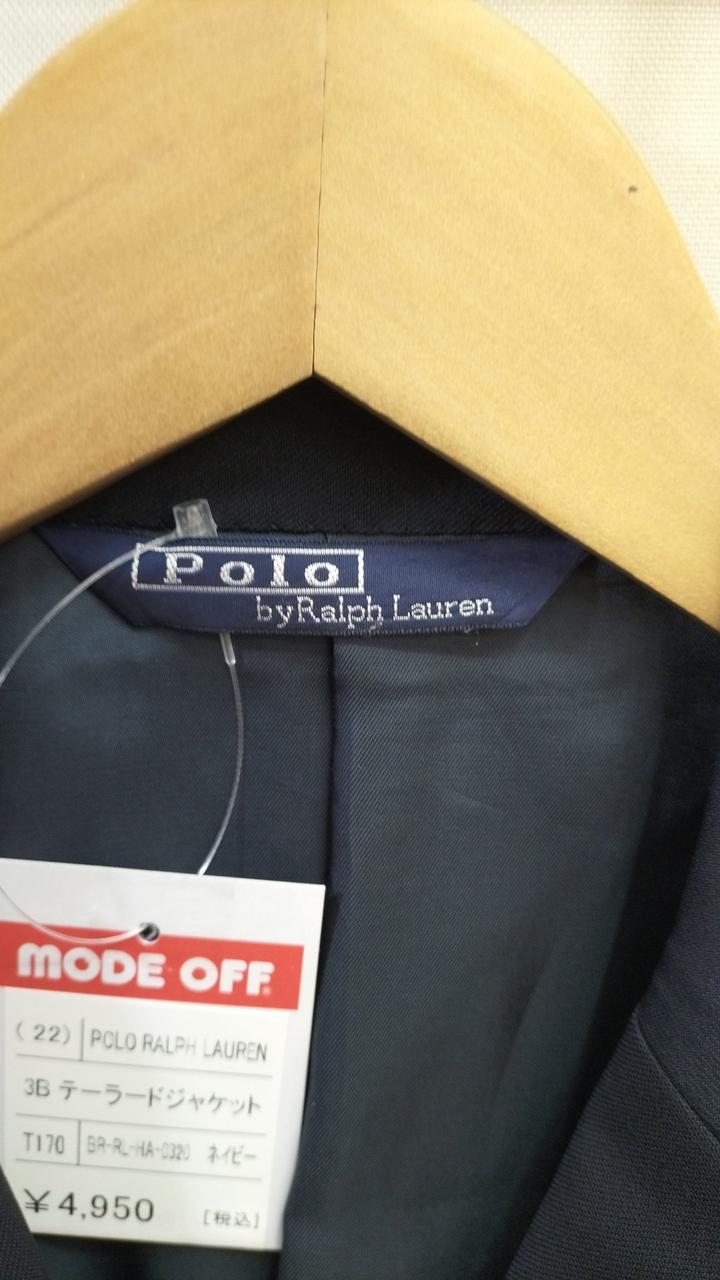 Polo
by Ralph Lauren
MODE OFF
(22) POLO RALPH LAUREN
3B テーラードジャケット
T170 BR-RL-HA-0320 ネイビー
¥4,950 [税込]